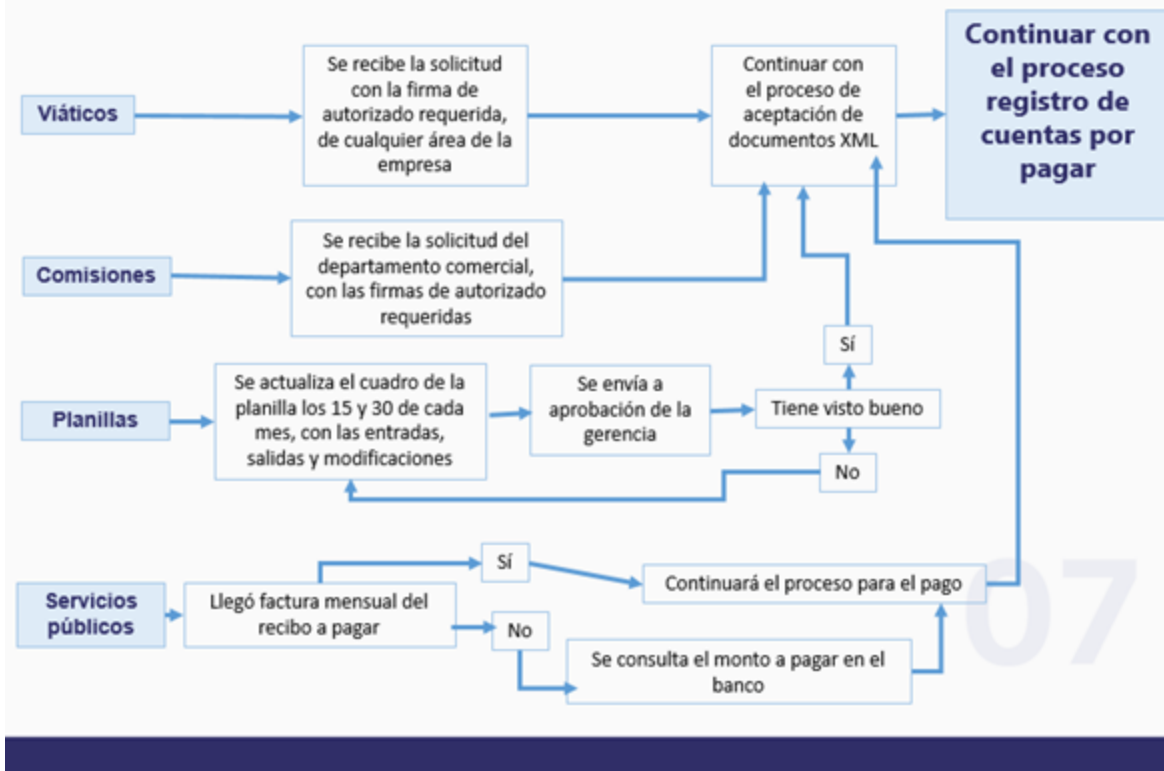 Viáticos
Se recibe la solicitud
con la firma de
autorizado requerida,
de cualquier área de la
empresa
Continuar con
el proceso de
aceptación de
documentos XML
Continuar con
el proceso
registro de
cuentas por
pagar
Comisiones
Se recibe la solicitud del
departamento comercial,
con las firmas de autorizado
requeridas
Planillas
Se actualiza el cuadro de la
planilla los 15 y 30 de cada
mes, con las entradas,
salidas y modificaciones
Se envía a
aprobación de la
gerencia
Tiene visto bueno
Sí
No
Servicios
públicos
Llegó factura mensual del
recibo a pagar
Sí
No
Continuará el proceso para el pago
Se consulta el monto a pagar en el
banco
07